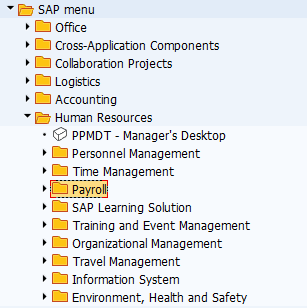 SAP menu
Office
Cross-Application Components
Collaboration Projects
Logistics
Accounting
Human Resources
PPMDT - Manager's Desktop
Personnel Management
Time Management
Payroll
SAP Learning Solution
Training and Event Management
Organizational Management
Travel Management
Information System
Environment, Health and Safety